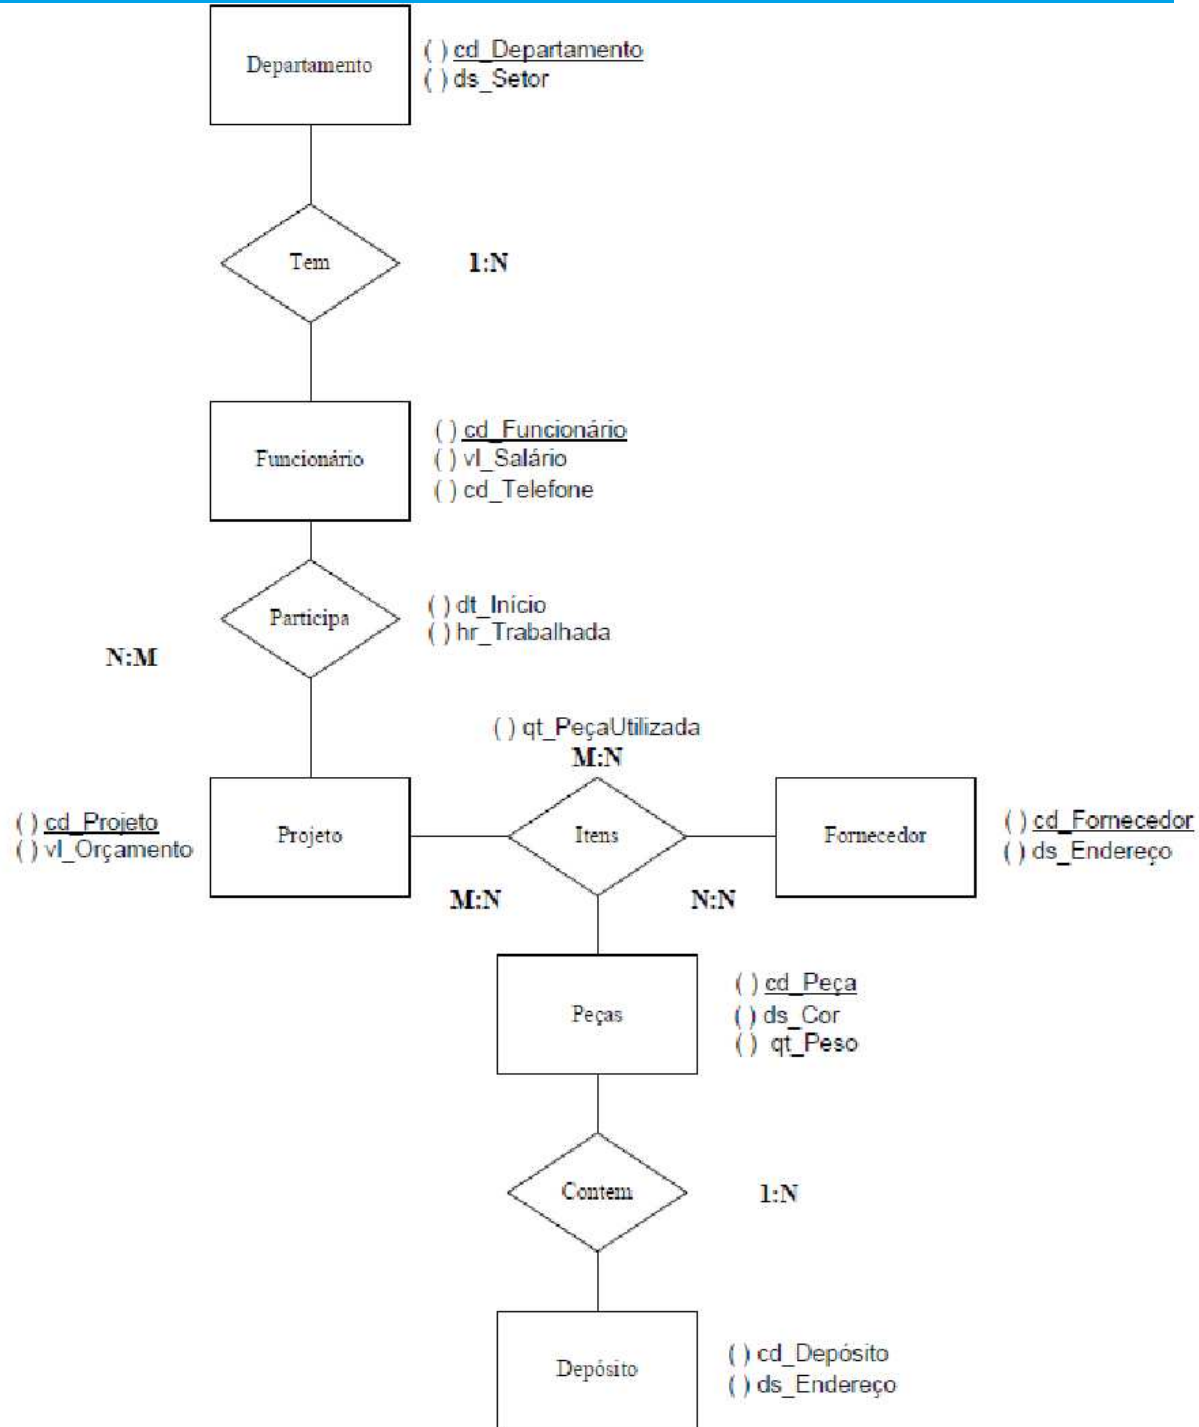 Departamento
( ) cd_Departamento
( ) ds_Setor
Tem
1:N
Funcionário
( ) cd_Funcionário
( ) vl_Salário
( ) cd_Telefone
Participa
( ) dt_Início
( ) hr_Trabalhada
N:M
( ) qt_PeçaUtilizada
M:N
( ) cd_Projeto
( ) vl_Orçamento
Projeto
Itens
Fornecedor
( ) cd_Fornecedor
( ) ds_Endereço
M:N
N:N
Peças
( ) cd_Peça
( ) ds_Cor
( ) qt_Peso
Contem
1:N
Depósito
( ) cd_Depósito
( ) ds_Endereço